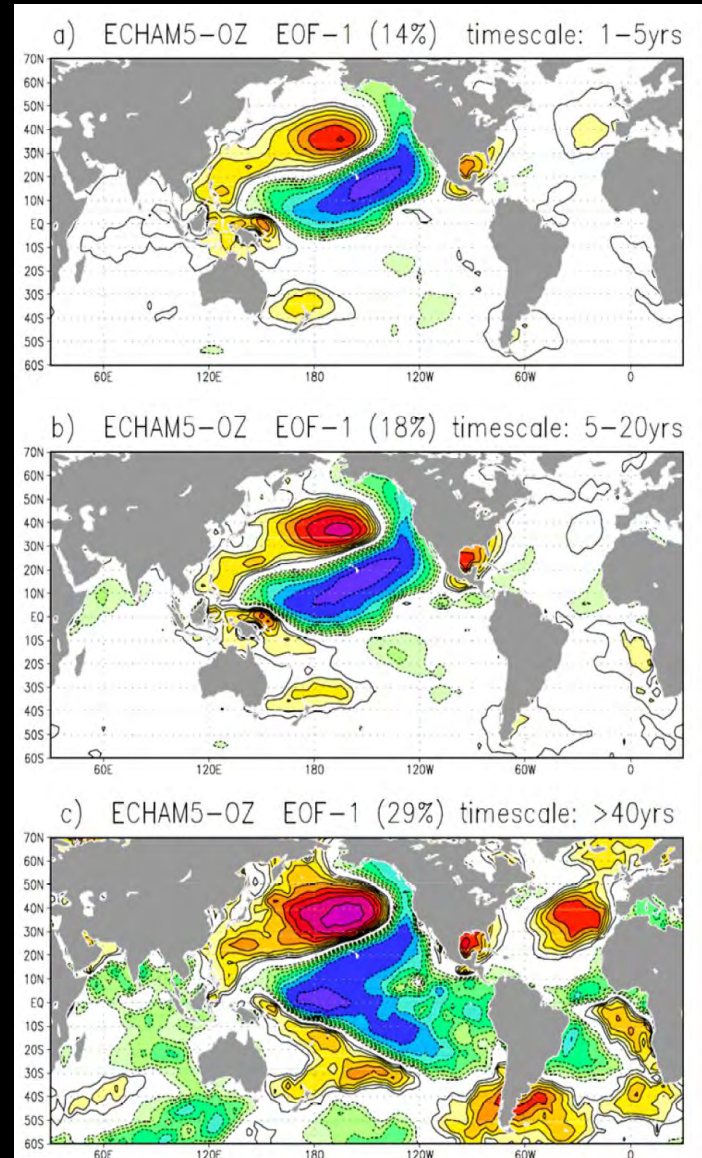 a) ECHAM5-OZ EOF-1 (14%) timescale: 1-5yrs
70N
60N
50N
40N
30N
20N
10N
EQ
10S
20S
30S
40S
50S
60S
60E 120E 180 120W 60W 0
b) ECHAM5-OZ EOF-1 (18%) timescale: 5-20yrs
70N
60N
50N
40N
30N
20N
10N
EQ
10S
20S
30S
40S
50S
60S
60E 120E 180 120W 60W 0
c) ECHAM5-OZ EOF-1 (29%) timescale: >40yrs
70N
60N
50N
40N
30N
20N
10N
EQ
10S
20S
30S
40S
50S
60S
60E 120E 180 120W 60W 0